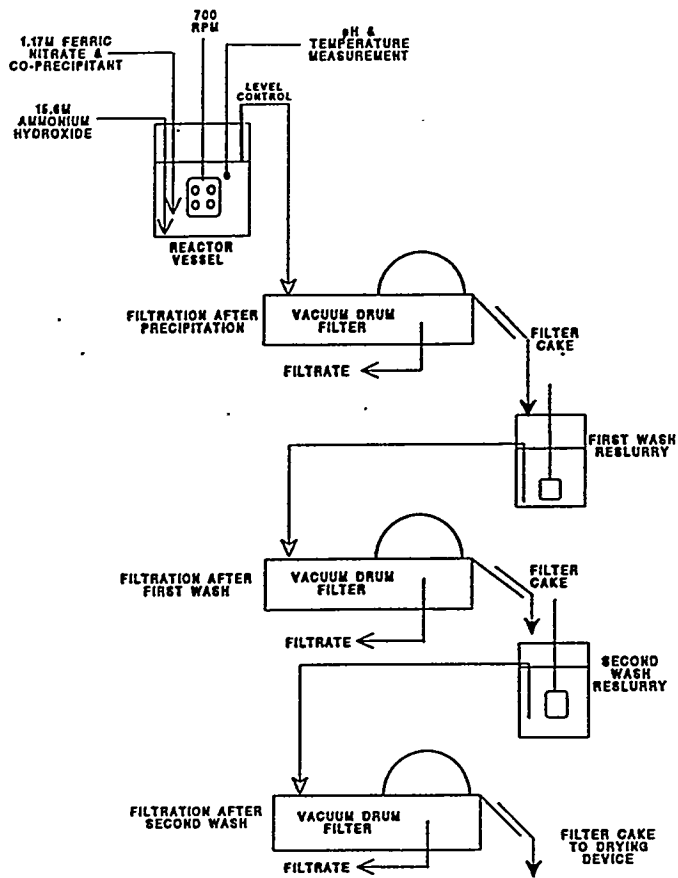 700
RPM
1.17M FERRIC
NITRATE &
CO-PRECIPITANT
pH &
TEMPERATURE
MEASUREMENT
LEVEL
CONTROL
15.6M
AMMONIUM
HYDROXIDE
REACTOR
VESSEL
FILTRATION AFTER
PRECIPITATION
VACUUM DRUM
FILTER
FILTER
CAKE
FILTRATE
FIRST WASH
RESLURRY
FILTRATION AFTER
FIRST WASH
VACUUM DRUM
FILTER
FILTER
CAKE
FILTRATE
SECOND
WASH
RESLURRY
FILTRATION AFTER
SECOND WASH
VACUUM DRUM
FILTER
FILTER CAKE
TO DRYING
DEVICE
FILTRATE